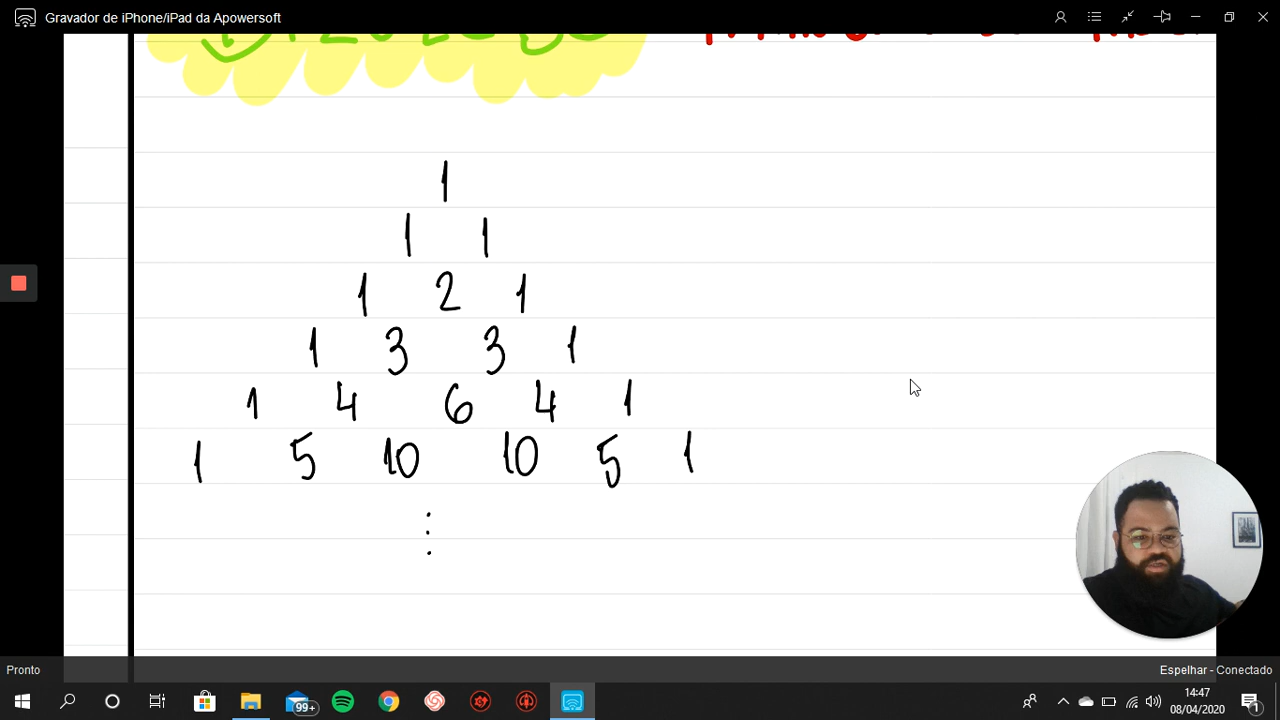 Gravador de iPhone/iPad da Apowersoft
1
1 1
1 2 1
1 3 3 1
1 4 6 4 1
1 5 10 10 5 1
⋮
Pronto
Espelhar - Conectado
99+
14:47
08/04/2020
1